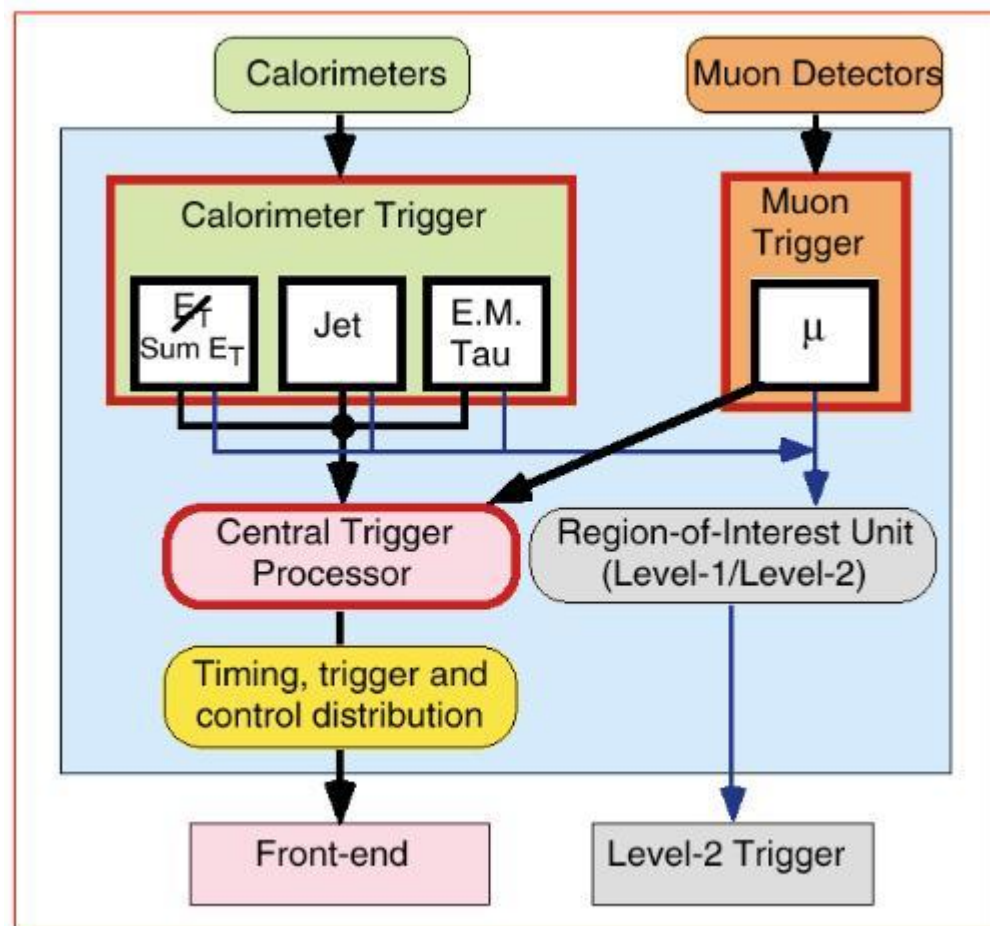 Calorimeters
Muon Detectors
Calorimeter Trigger
Muon
Trigger
E̸T
Sum ET
Jet
E.M.
Tau
μ
Central Trigger
Processor
Region-of-Interest Unit
(Level-1/Level-2)
Timing, trigger and
control distribution
Front-end
Level-2 Trigger